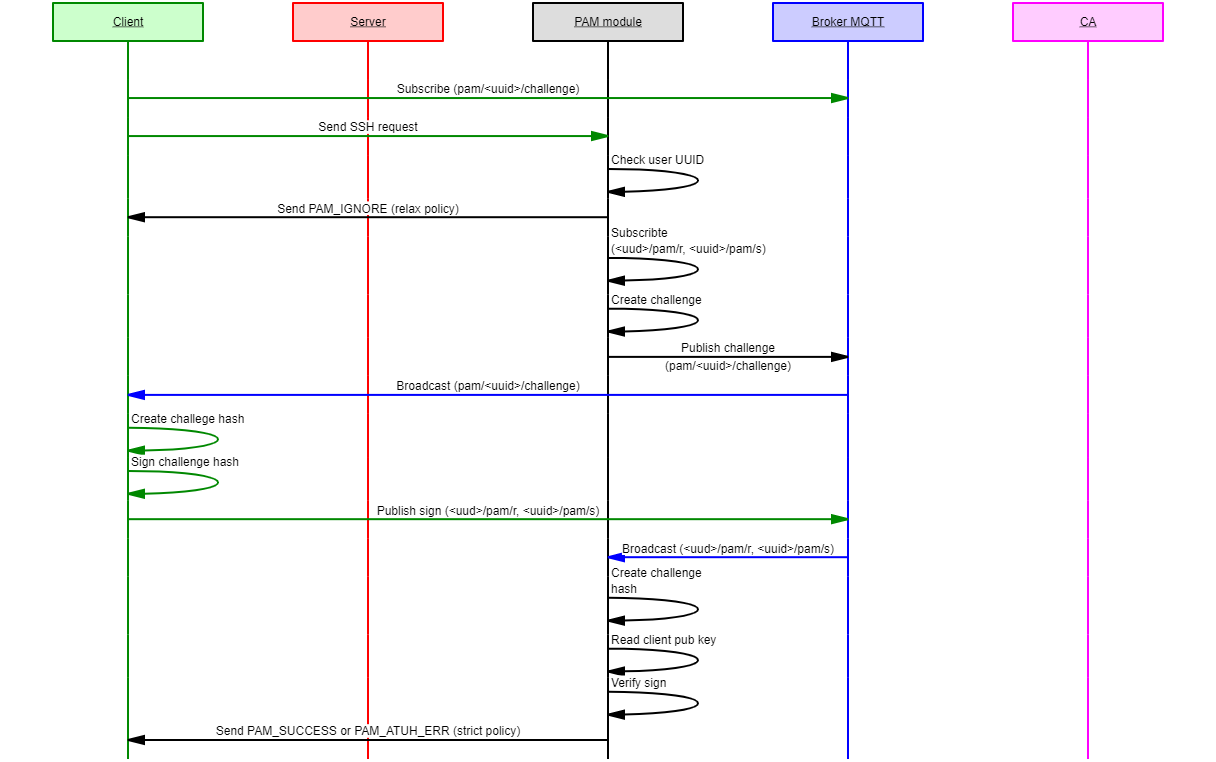 Client
Server
PAM module
Broker MQTT
CA
Subscribe (pam/<uuid>/challenge)
Send SSH request
Check user UUID
Send PAM_IGNORE (relax policy)
Subscribte
(<uud>/pam/r, <uuid>/pam/s)
Create challenge
Publish challenge
(pam/<uuid>/challenge)
Broadcast (pam/<uuid>/challenge)
Create challege hash
Sign challenge hash
Publish sign (<uud>/pam/r, <uuid>/pam/s)
Broadcast (<uud>/pam/r, <uuid>/pam/s)
Create challenge
hash
Read client pub key
Verify sign
Send PAM_SUCCESS or PAM_ATUH_ERR (strict policy)